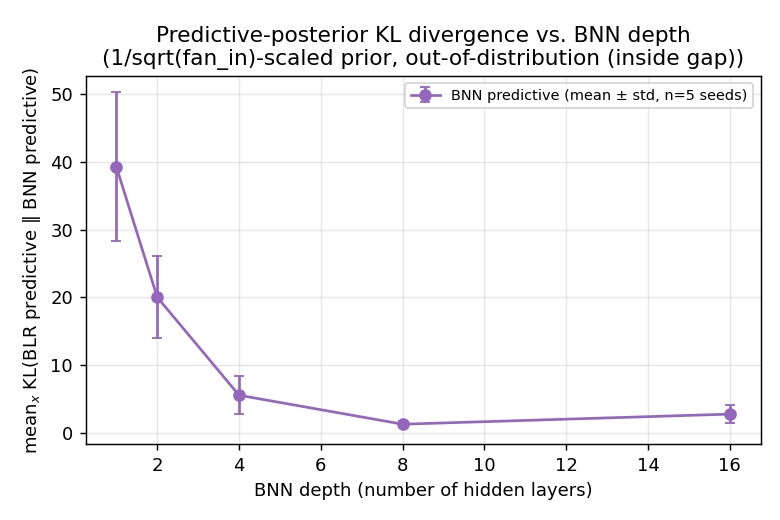 Predictive-posterior KL divergence vs. BNN depth
(1/sqrt(fan_in)-scaled prior, out-of-distribution (inside gap))
BNN predictive (mean ± std, n=5 seeds)
meanₓ KL(BLR predictive ∥ BNN predictive)
50
40
30
20
10
0
2 4 6 8 10 12 14 16
BNN depth (number of hidden layers)